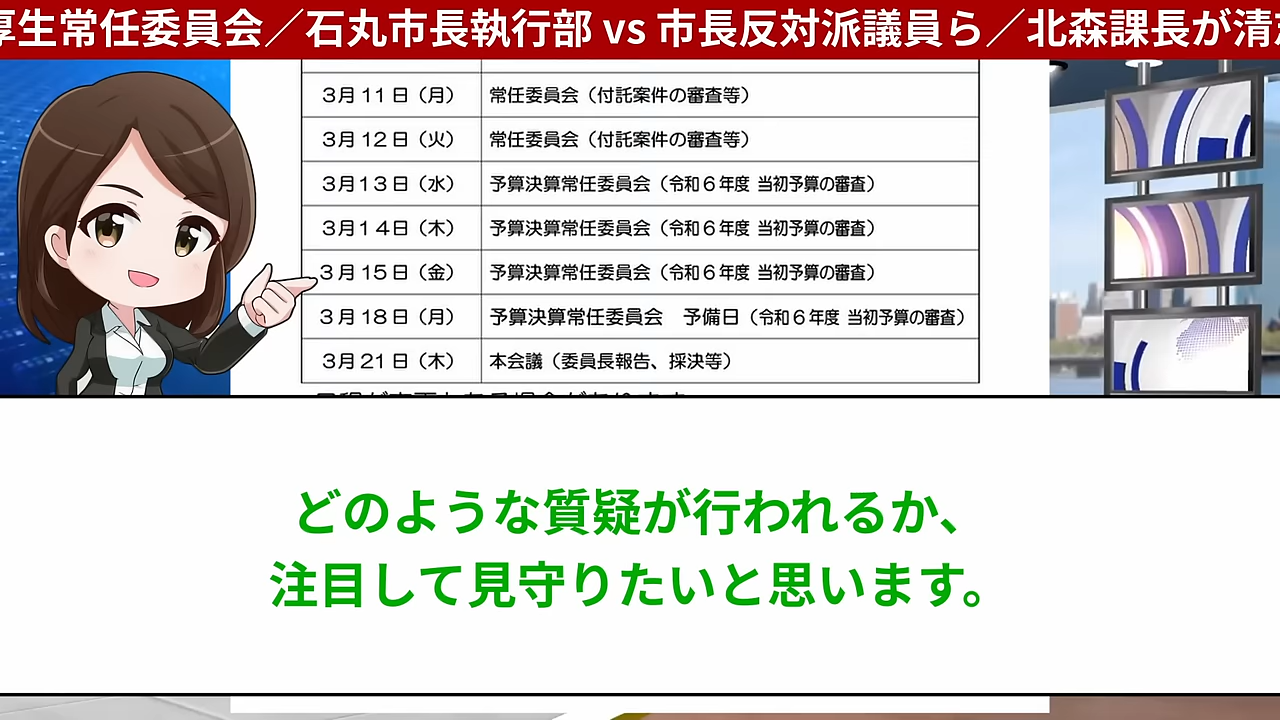 厚生常任委員会／石丸市長執行部 vs 市長反対派議員ら／北森課長が清
3月 11 日（月） 常任委員会（付託案件の審査等）
3月 12 日（火） 常任委員会（付託案件の審査等）
3月13日（水） 予算決算常任委員会（令和6年度 当初予算の審査）
3月14日（木） 予算決算常任委員会（令和6年度 当初予算の審査）
3月 15日（金） 予算決算常任委員会（令和6年度 当初予算の審査）
3月 18日（月） 予算決算常任委員会　予備日（令和6年度 当初予算の審査）
3月21日（木） 本会議（委員長報告、採決等）
どのような質疑が行われるか、
注目して見守りたいと思います。